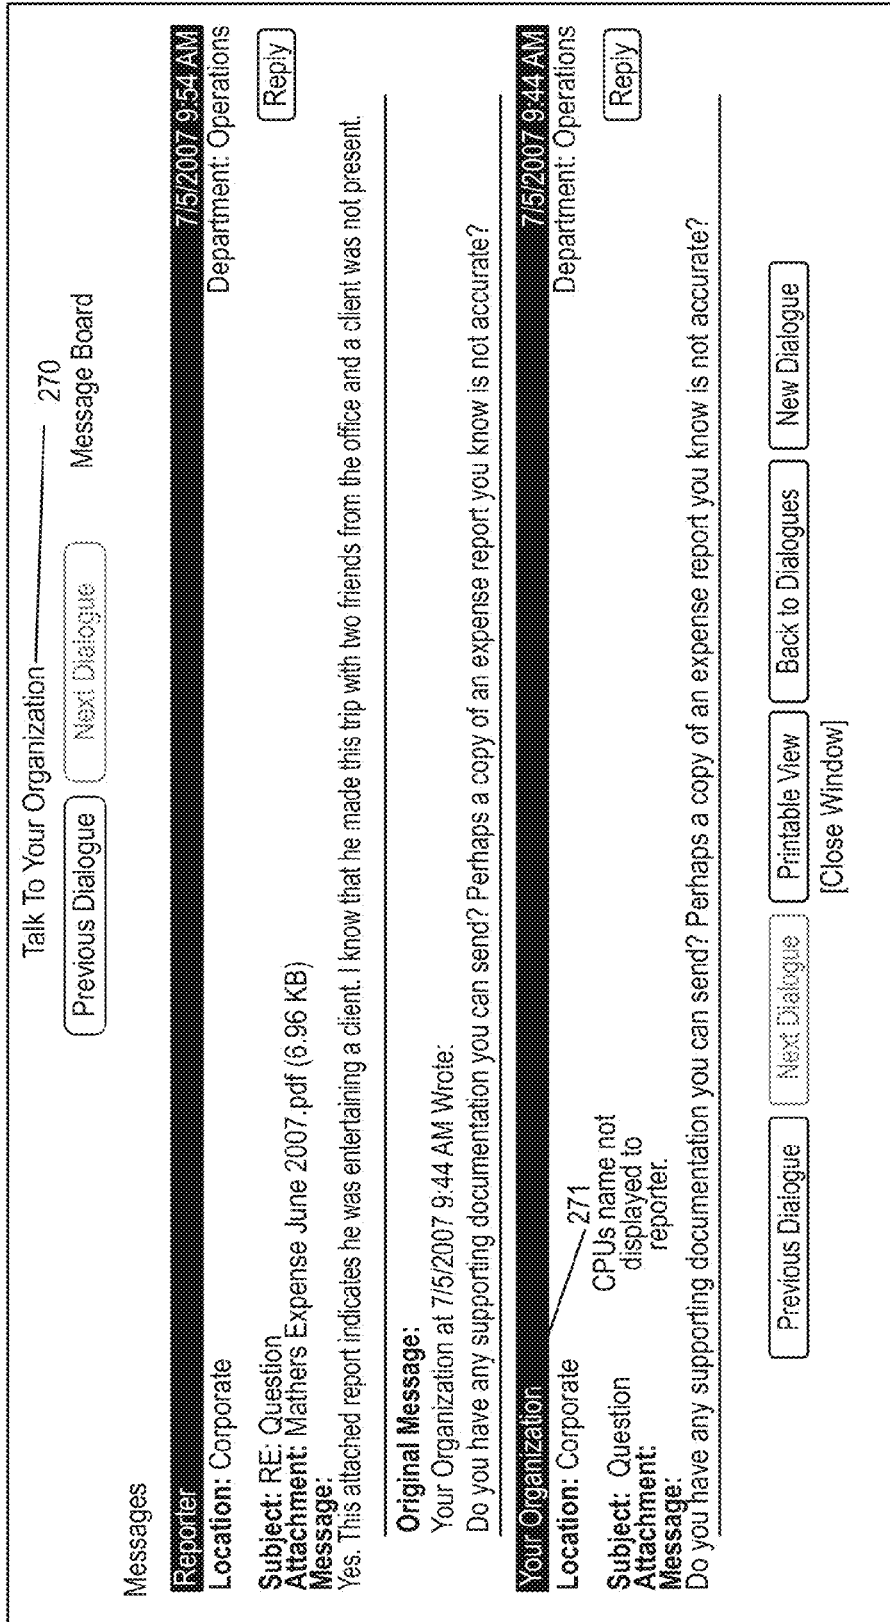 Talk To Your Organization
270
Previous Dialogue Next Dialogue Message Board
Messages
Reporter 7/5/2007 9:54 AM
Location: Corporate Department: Operations
Subject: RE: Question Reply
Attachment: Mathers Expense June 2007.pdf (6.96 KB)
Message:
Yes. This attached report indicates he was entertaining a client. I know that he made this trip with two friends from the office and a client was not present.
Original Message:
Your Organization at 7/5/2007 9:44 AM Wrote:
Do you have any supporting documentation you can send? Perhaps a copy of an expense report you know is not accurate?
Your Organization 7/5/2007 9:44 AM
Location: Corporate Department: Operations
271
CPUs name not
displayed to
reporter.
Subject: Question Reply
Attachment:
Message:
Do you have any supporting documentation you can send? Perhaps a copy of an expense report you know is not accurate?
Previous Dialogue Next Dialogue Printable View Back to Dialogues New Dialogue
[Close Window]